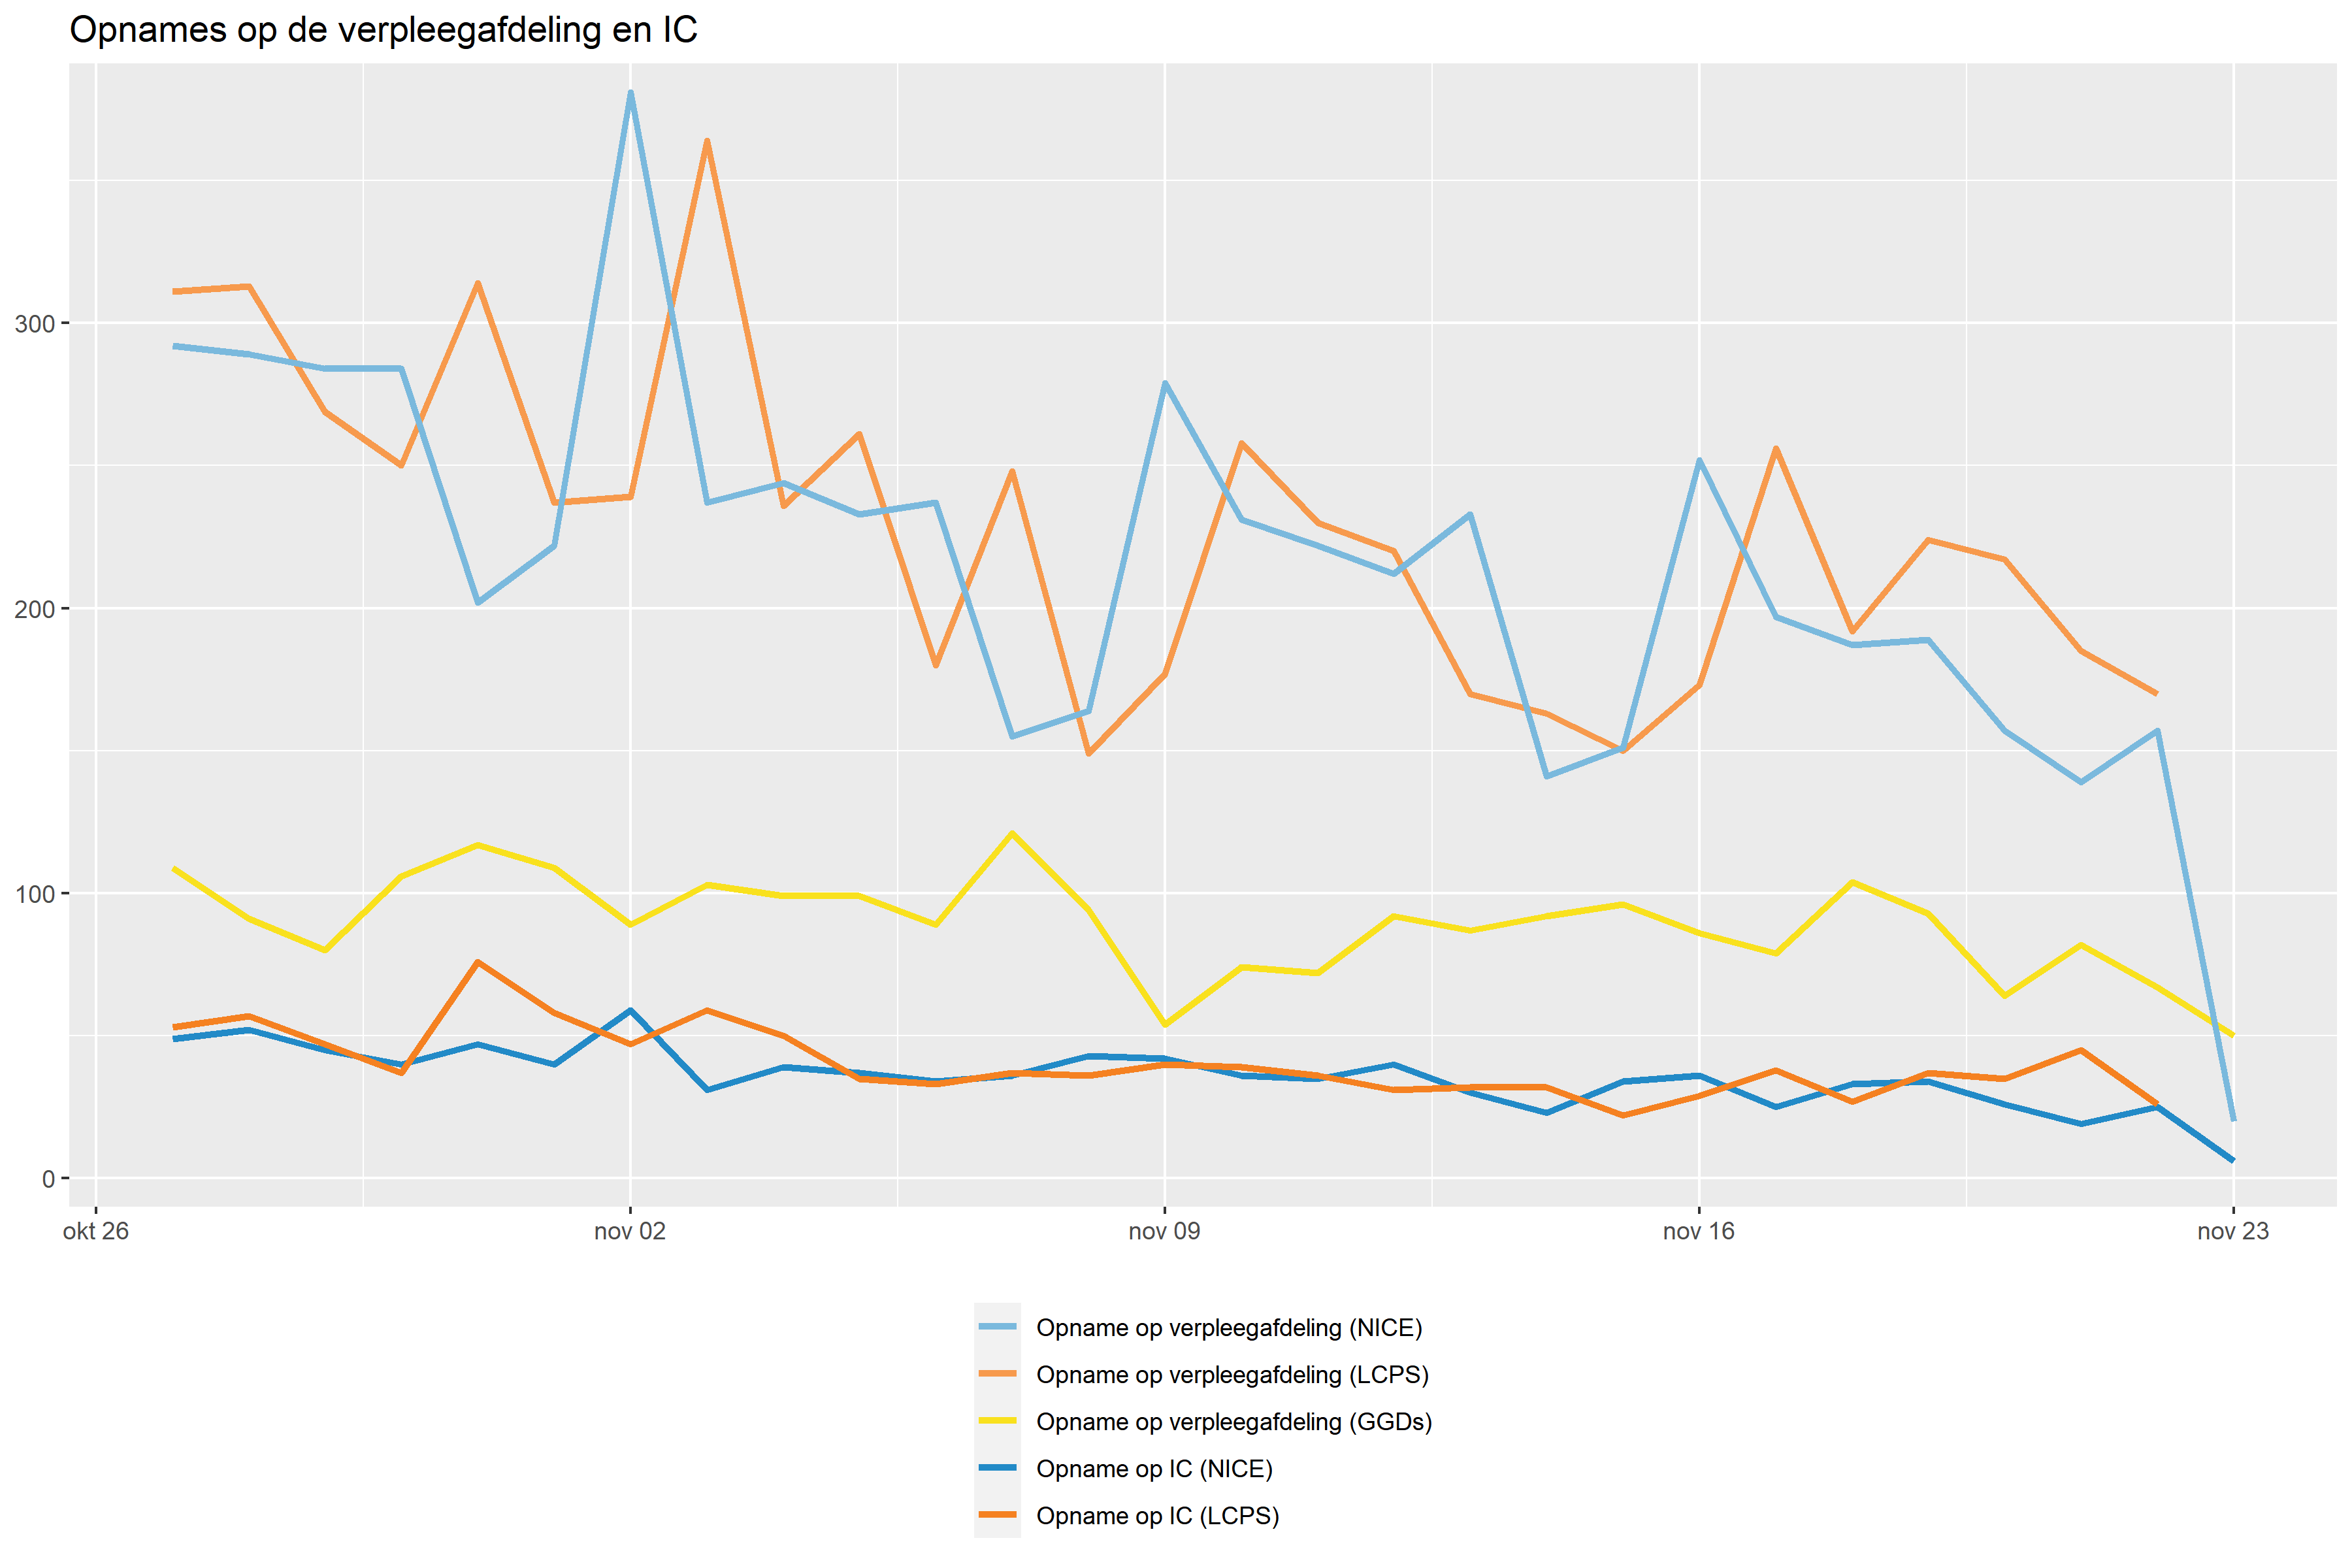 Opnames op de verpleegafdeling en IC
300
200
100
0
okt 26 nov 02 nov 09 nov 16 nov 23
Opname op verpleegafdeling (NICE)
Opname op verpleegafdeling (LCPS)
Opname op verpleegafdeling (GGDs)
Opname op IC (NICE)
Opname op IC (LCPS)